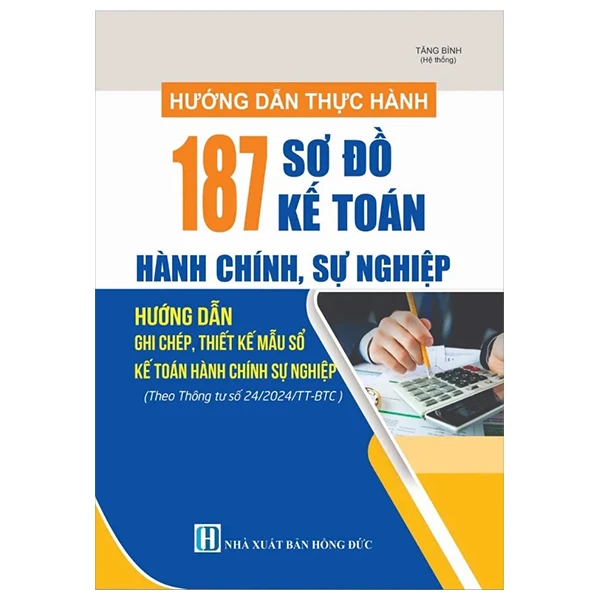 TĂNG BÌNH
(Hệ thống)
HƯỚNG DẪN THỰC HÀNH
187 SƠ ĐỒ
KẾ TOÁN
HÀNH CHÍNH, SỰ NGHIỆP
HƯỚNG DẪN
GHI CHÉP, THIẾT KẾ MẪU SỔ
KẾ TOÁN HÀNH CHÍNH SỰ NGHIỆP
(Theo Thông tư số 24/2024/TT-BTC )
NHÀ XUẤT BẢN HỒNG ĐỨC